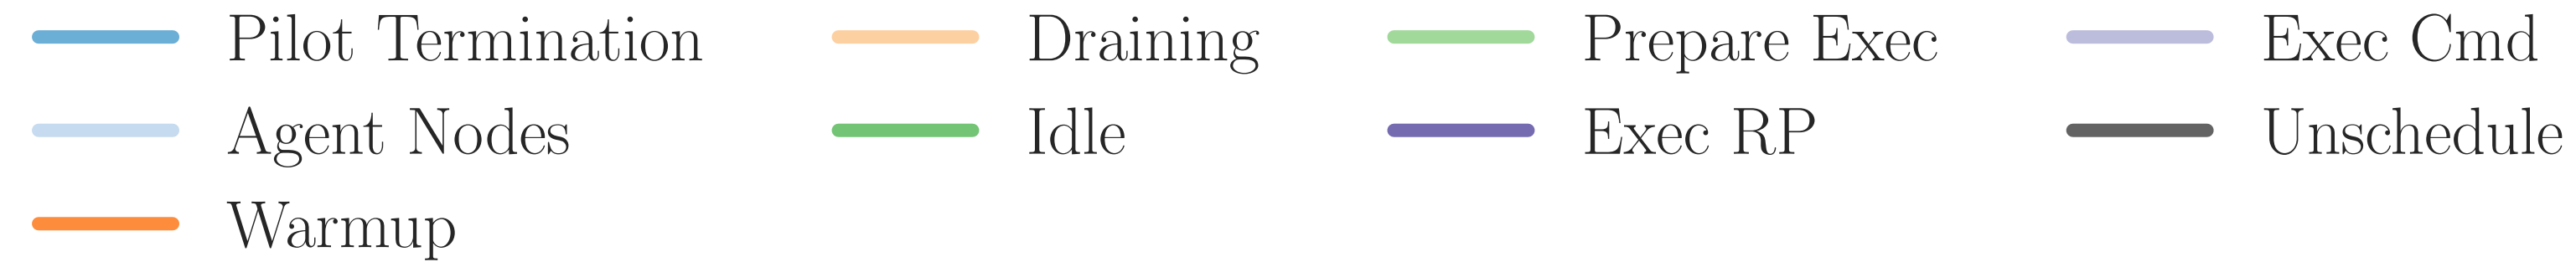 Pilot Termination Draining Prepare Exec Exec Cmd
Agent Nodes Idle Exec RP Unschedule
Warmup